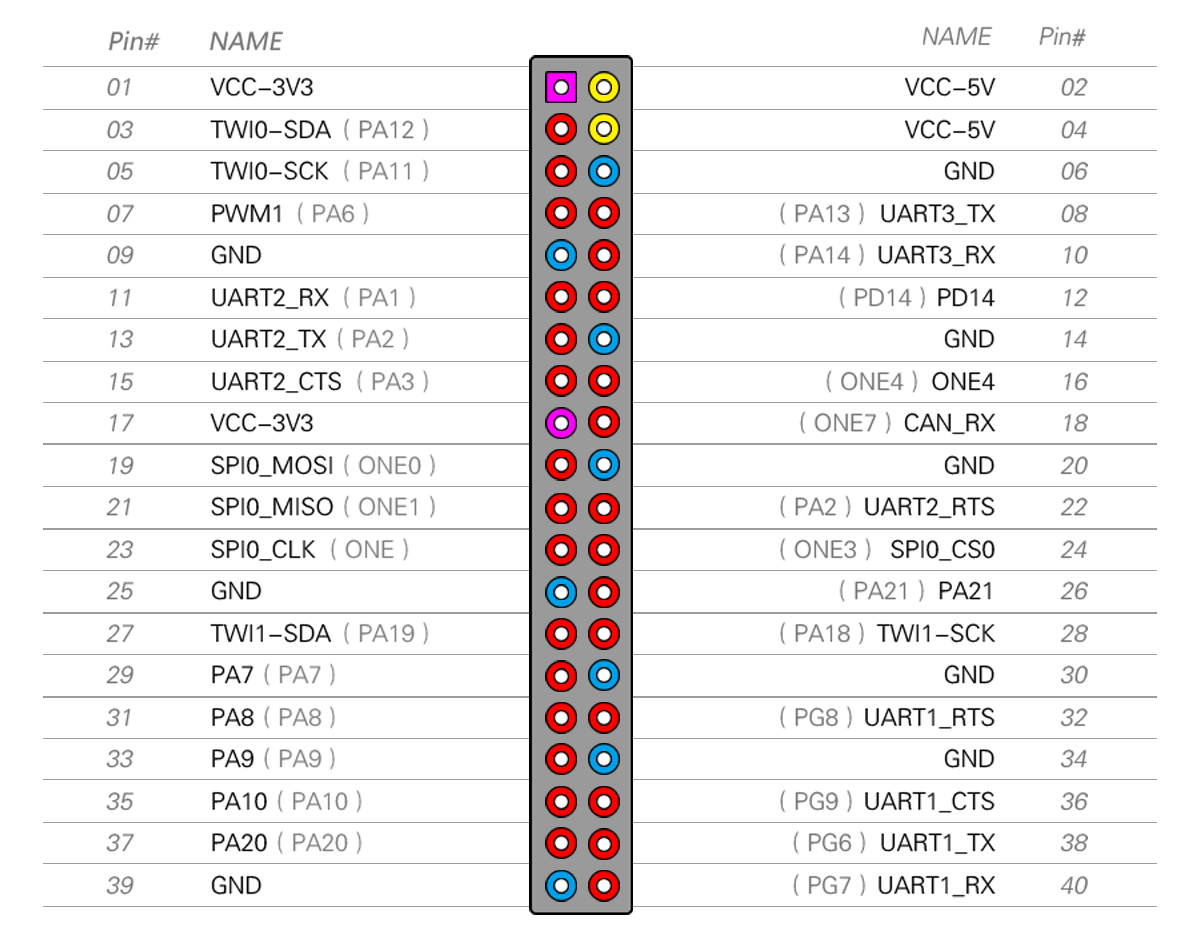 Pin# NAME NAME Pin#
01 VCC–3V3 VCC–5V 02
03 TWI0–SDA ( PA12 ) VCC–5V 04
05 TWI0–SCK ( PA11 ) GND 06
07 PWM1 ( PA6 ) ( PA13 ) UART3_TX 08
09 GND ( PA14 ) UART3_RX 10
11 UART2_RX ( PA1 ) ( PD14 ) PD14 12
13 UART2_TX ( PA2 ) GND 14
15 UART2_CTS ( PA3 ) ( ONE4 ) ONE4 16
17 VCC–3V3 ( ONE7 ) CAN_RX 18
19 SPI0_MOSI ( ONE0 ) GND 20
21 SPI0_MISO ( ONE1 ) ( PA2 ) UART2_RTS 22
23 SPI0_CLK ( ONE ) ( ONE3 ) SPI0_CS0 24
25 GND ( PA21 ) PA21 26
27 TWI1–SDA ( PA19 ) ( PA18 ) TWI1–SCK 28
29 PA7 ( PA7 ) GND 30
31 PA8 ( PA8 ) ( PG8 ) UART1_RTS 32
33 PA9 ( PA9 ) GND 34
35 PA10 ( PA10 ) ( PG9 ) UART1_CTS 36
37 PA20 ( PA20 ) ( PG6 ) UART1_TX 38
39 GND ( PG7 ) UART1_RX 40